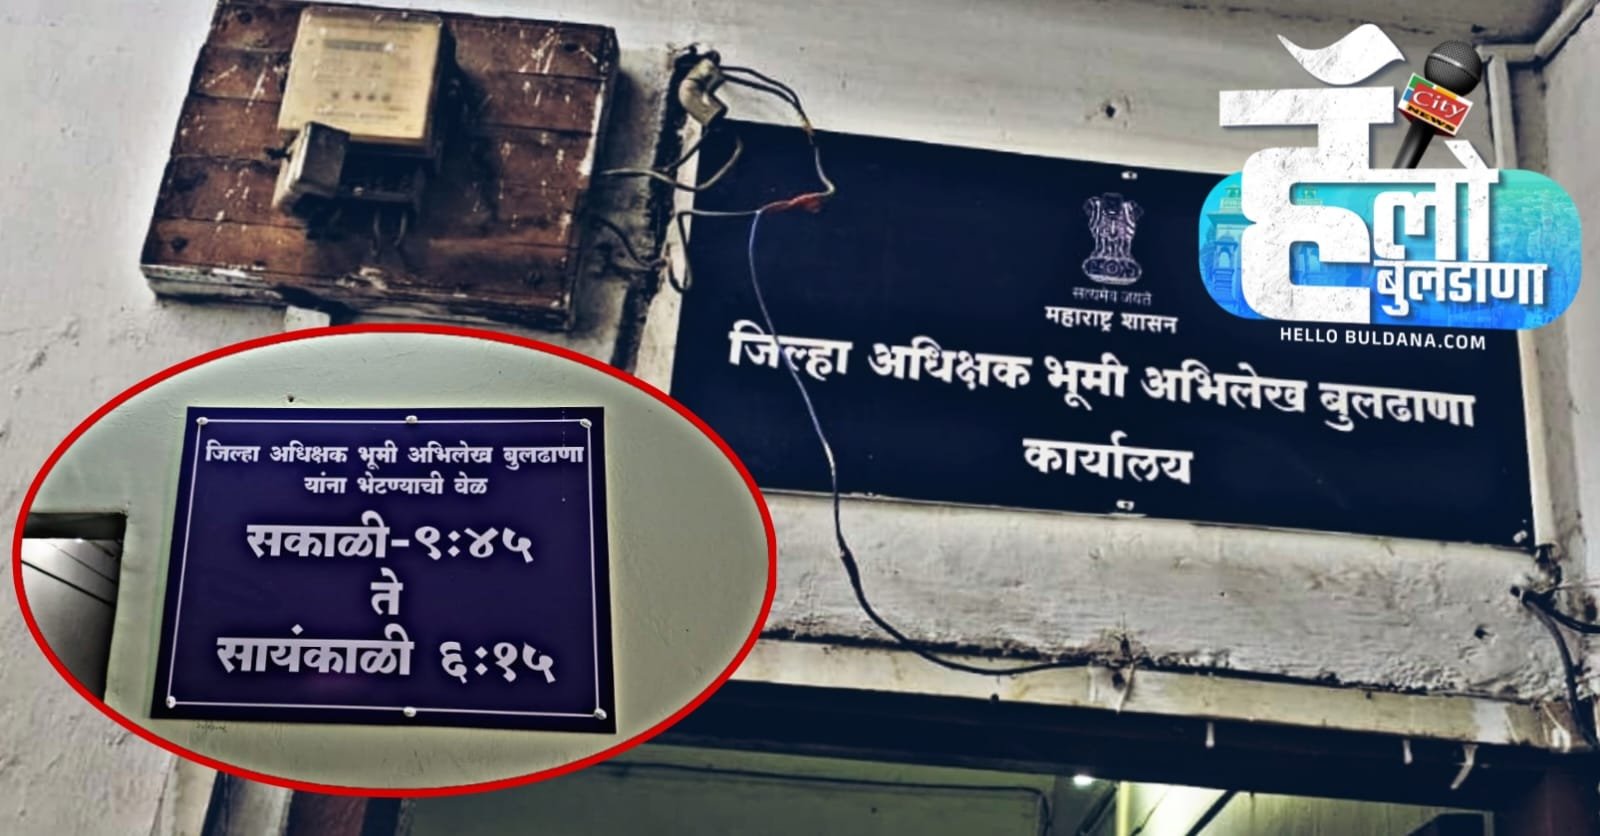 सत्यमेव जयते
महाराष्ट्र शासन
जिल्हा अधिक्षक भूमी अभिलेख बुलढाणा
कार्यालय
जिल्हा अधिक्षक भूमी अभिलेख बुलढाणा
यांना भेटण्याची वेळ
सकाळी-९:४५
ते
सायंकाळी ६:१५
हॅलो
बुलडाणा
HELLO BULDANA.COM
City
NEWS